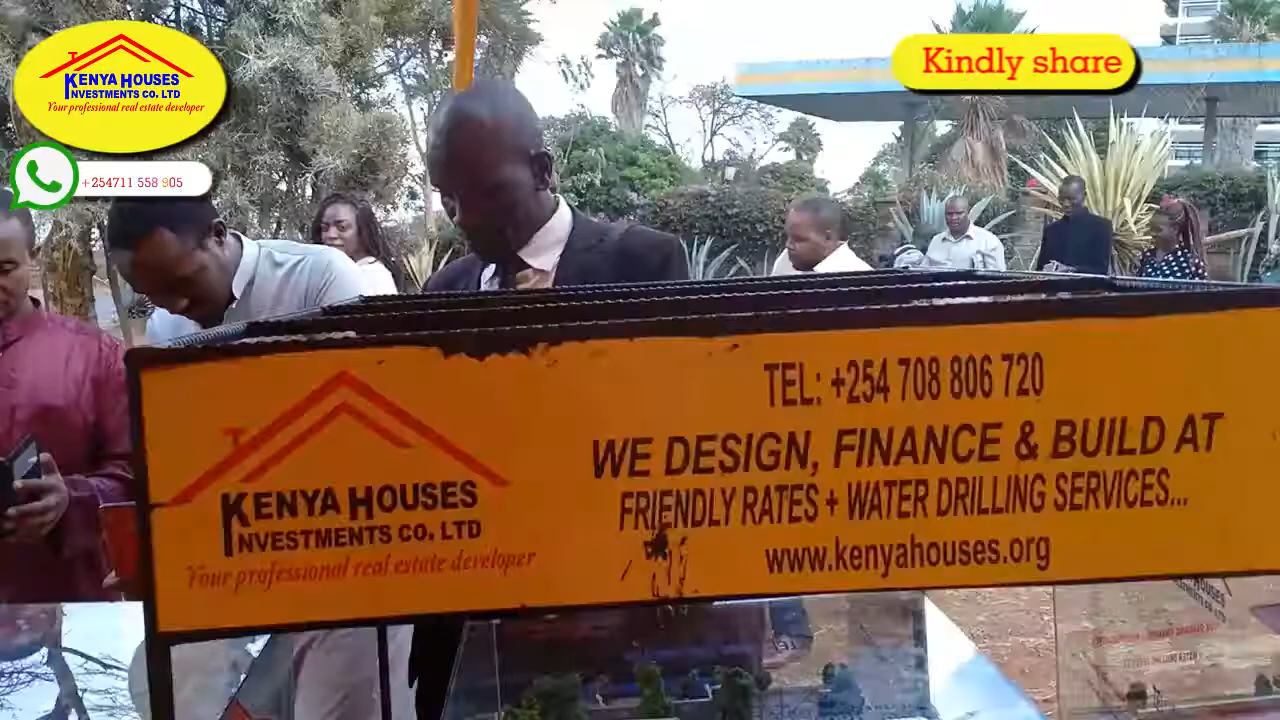 KENYA HOUSES
INVESTMENTS CO. LTD
Your professional real estate developer
+254711 558 905
Kindly share
TEL: +254 708 806 720
WE DESIGN, FINANCE & BUILD AT
FRIENDLY RATES + WATER DRILLING SERVICES...
www.kenyahouses.org
KENYA HOUSES
INVESTMENTS CO. LTD
Your professional real estate developer